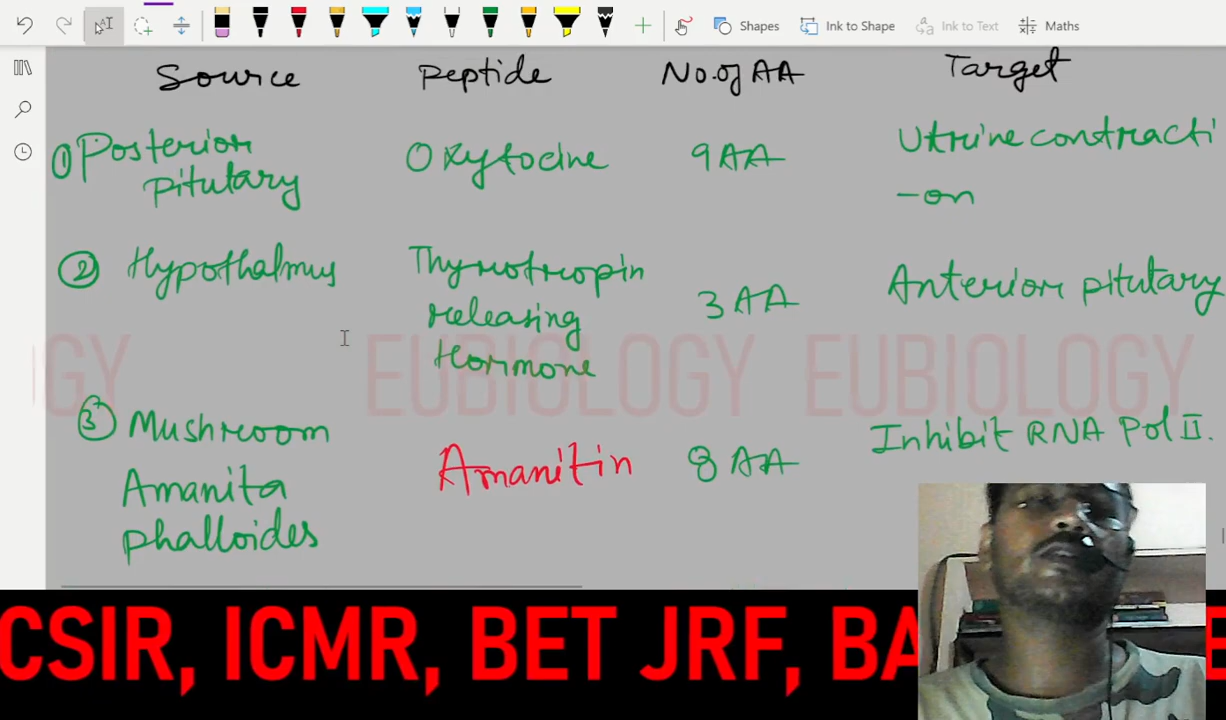 Shapes Ink to Shape Ink to Text Maths
Source Peptide No. of AA Target
① Posterior Oxytocine 9 AA Utrine contracti
pitutary -on
② Hypothalmus Thyrotropin 3 AA Anterior pitutary
releasing
Hormone
EUBIOLOGY EUBIOLOGY
③ Mushroom Amanitin 8 AA Inhibit RNA Pol II.
Amanita
phalloides
CSIR, ICMR, BET JRF, BA